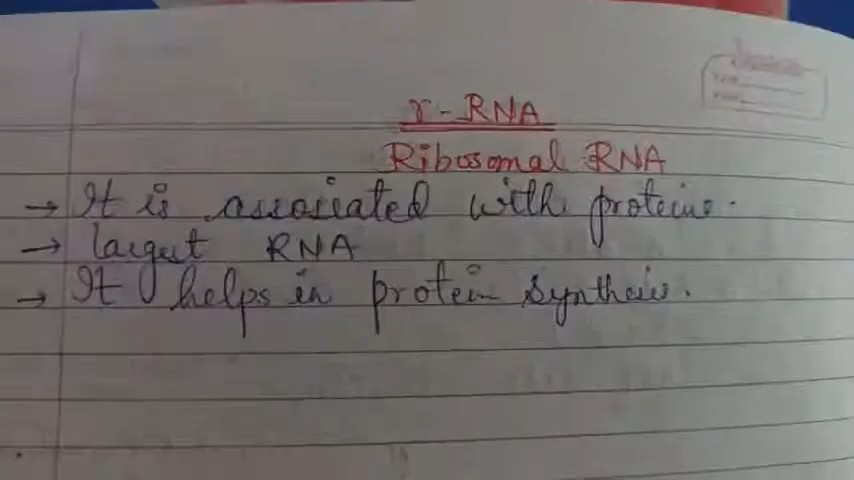 r-RNA
Ribosomal RNA
→ It is associated with proteins.
→ largest RNA
→ It helps in protein synthesis.